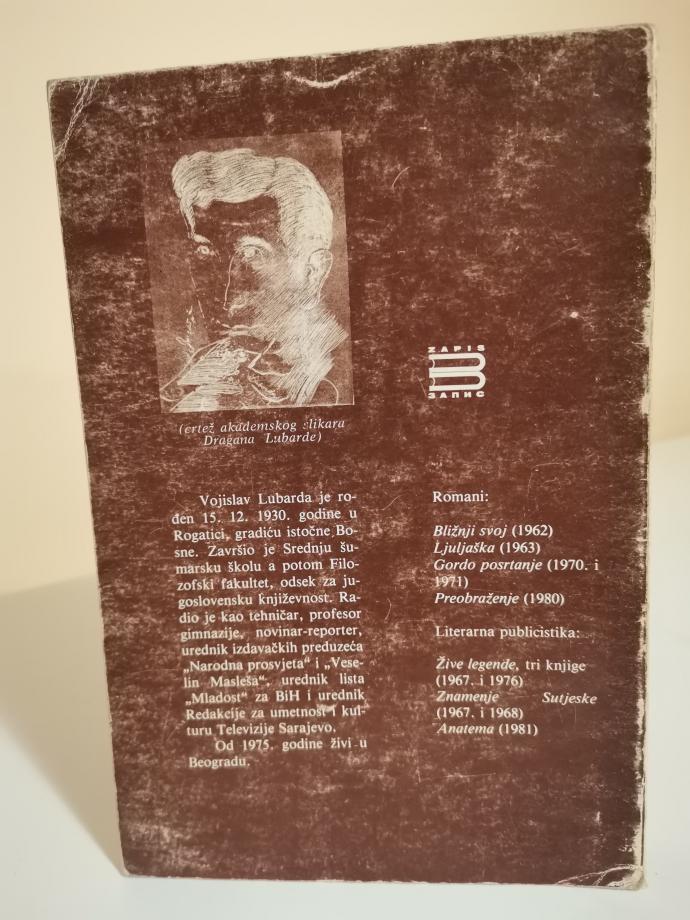 (crtež akademskog slikara
Dragana Lubarde)
ZAPIS
ЗАПИС
Vojislav Lubarda je ro-
đen 15. 12. 1930. godine u
Rogatici, gradiću istočne Bo-
sne. Završio je Srednju šu-
marsku školu a potom Filo-
zofski fakultet, odsek za ju-
goslovensku književnost. Ra-
dio je kao tehničar, profesor
gimnazije, novinar-reporter,
urednik izdavačkih preduzeća
„Narodna prosvjeta“ i „Vese-
lin Masleša“, urednik lista
„Mladost“ za BiH i urednik
Redakcije za umetnost i kul-
turu Televizije Sarajevo.
Od 1975. godine živi u
Beogradu.
Romani:
Bližnji svoj (1962)
Ljuljaška (1963)
Gordo posrtanje (1970. i
1971)
Preobraženje (1980)
Literarna publicistika:
Žive legende, tri knjige
(1967. i 1976)
Znamenje Sutjeske
(1967. i 1968)
Anatema (1981)